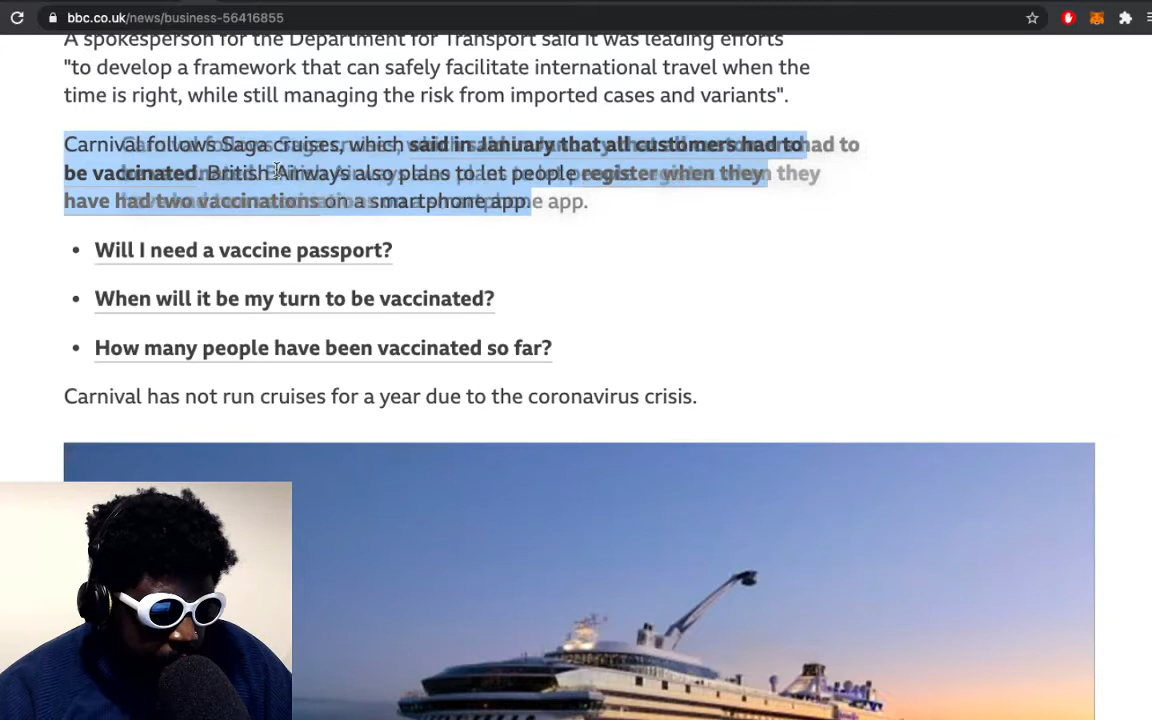 bbc.co.uk/news/business-56416855
A spokesperson for the Department for Transport said it was leading efforts
"to develop a framework that can safely facilitate international travel when the
time is right, while still managing the risk from imported cases and variants".
Carnival follows Saga cruises, which said in January that all customers had to
be vaccinated. British Airways also plans to let people register when they
have had two vaccinations on a smartphone app.
• Will I need a vaccine passport?
• When will it be my turn to be vaccinated?
• How many people have been vaccinated so far?
Carnival has not run cruises for a year due to the coronavirus crisis.